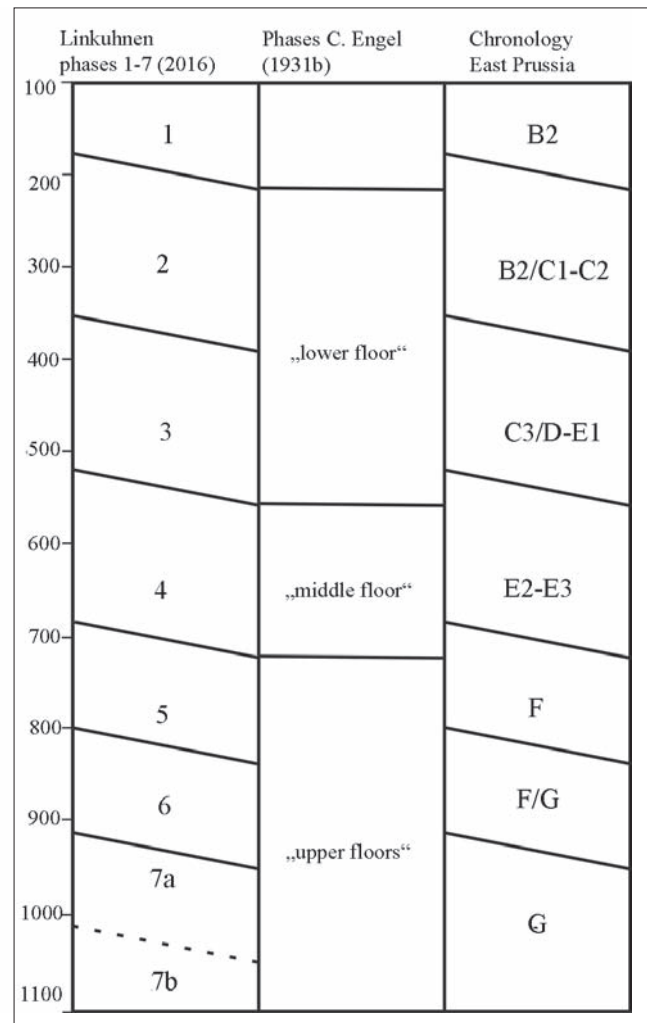 Linkuhnen
phases 1-7 (2016)
Phases C. Engel
(1931b)
Chronology
East Prussia
100
200
300
400
500
600
700
800
900
1000
1100
1
2
3
4
5
6
7a
7b
„lower floor“
„middle floor“
„upper floors“
B2
B2/C1-C2
C3/D-E1
E2-E3
F
F/G
G